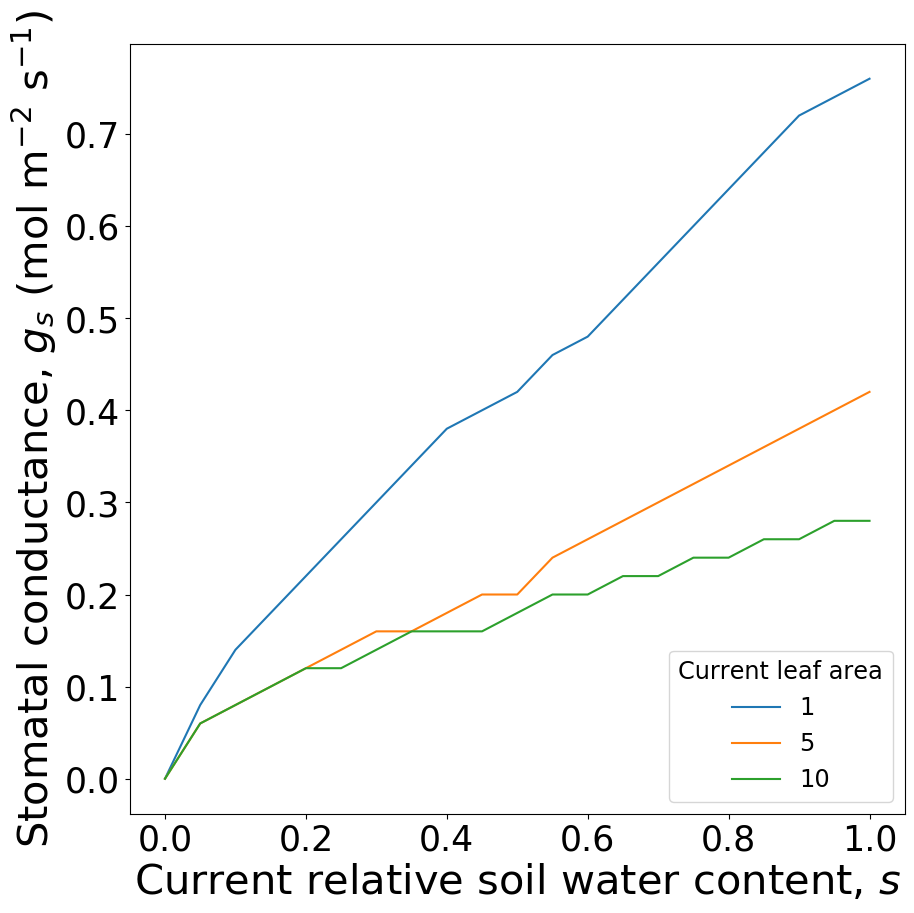 Stomatal conductance, gₛ (mol m⁻² s⁻¹)
0.7
0.6
0.5
0.4
0.3
0.2
0.1
0.0
Current leaf area
1
5
10
0.0 0.2 0.4 0.6 0.8 1.0
Current relative soil water content, s